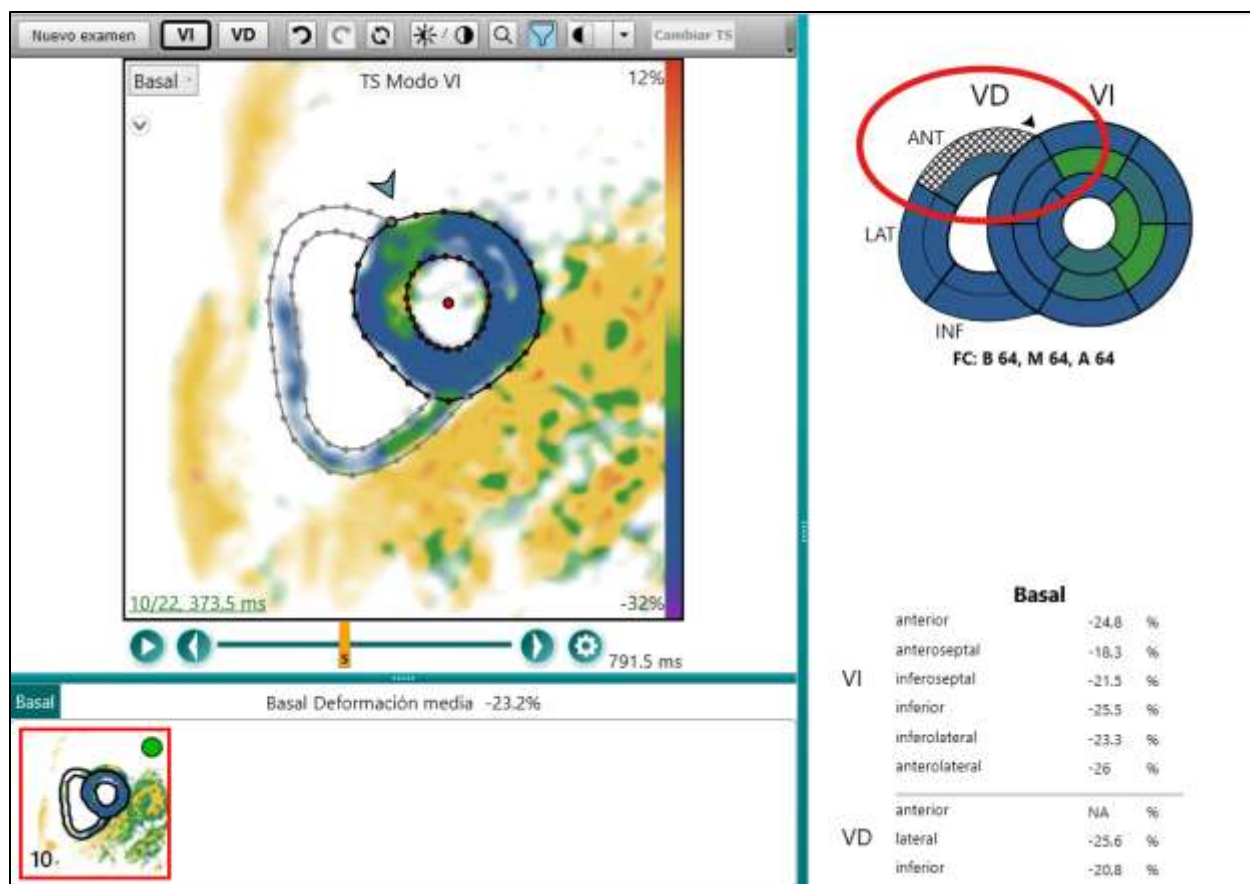 Nuevo examen VI VD Cambiar TS
Basal TS Modo VI 12%
10/22, 373.5 ms -32%
S
791.5 ms
Basal Basal Deformación media -23.2%
10
VD VI
ANT
LAT
INF
FC: B 64, M 64, A 64
Basal
anterior -24.8 %
anteroseptal -18.3 %
VI inferoseptal -21.5 %
inferior -25.5 %
inferolateral -23.3 %
anterolateral -26 %
anterior NA %
VD lateral -25.6 %
inferior -20.8 %